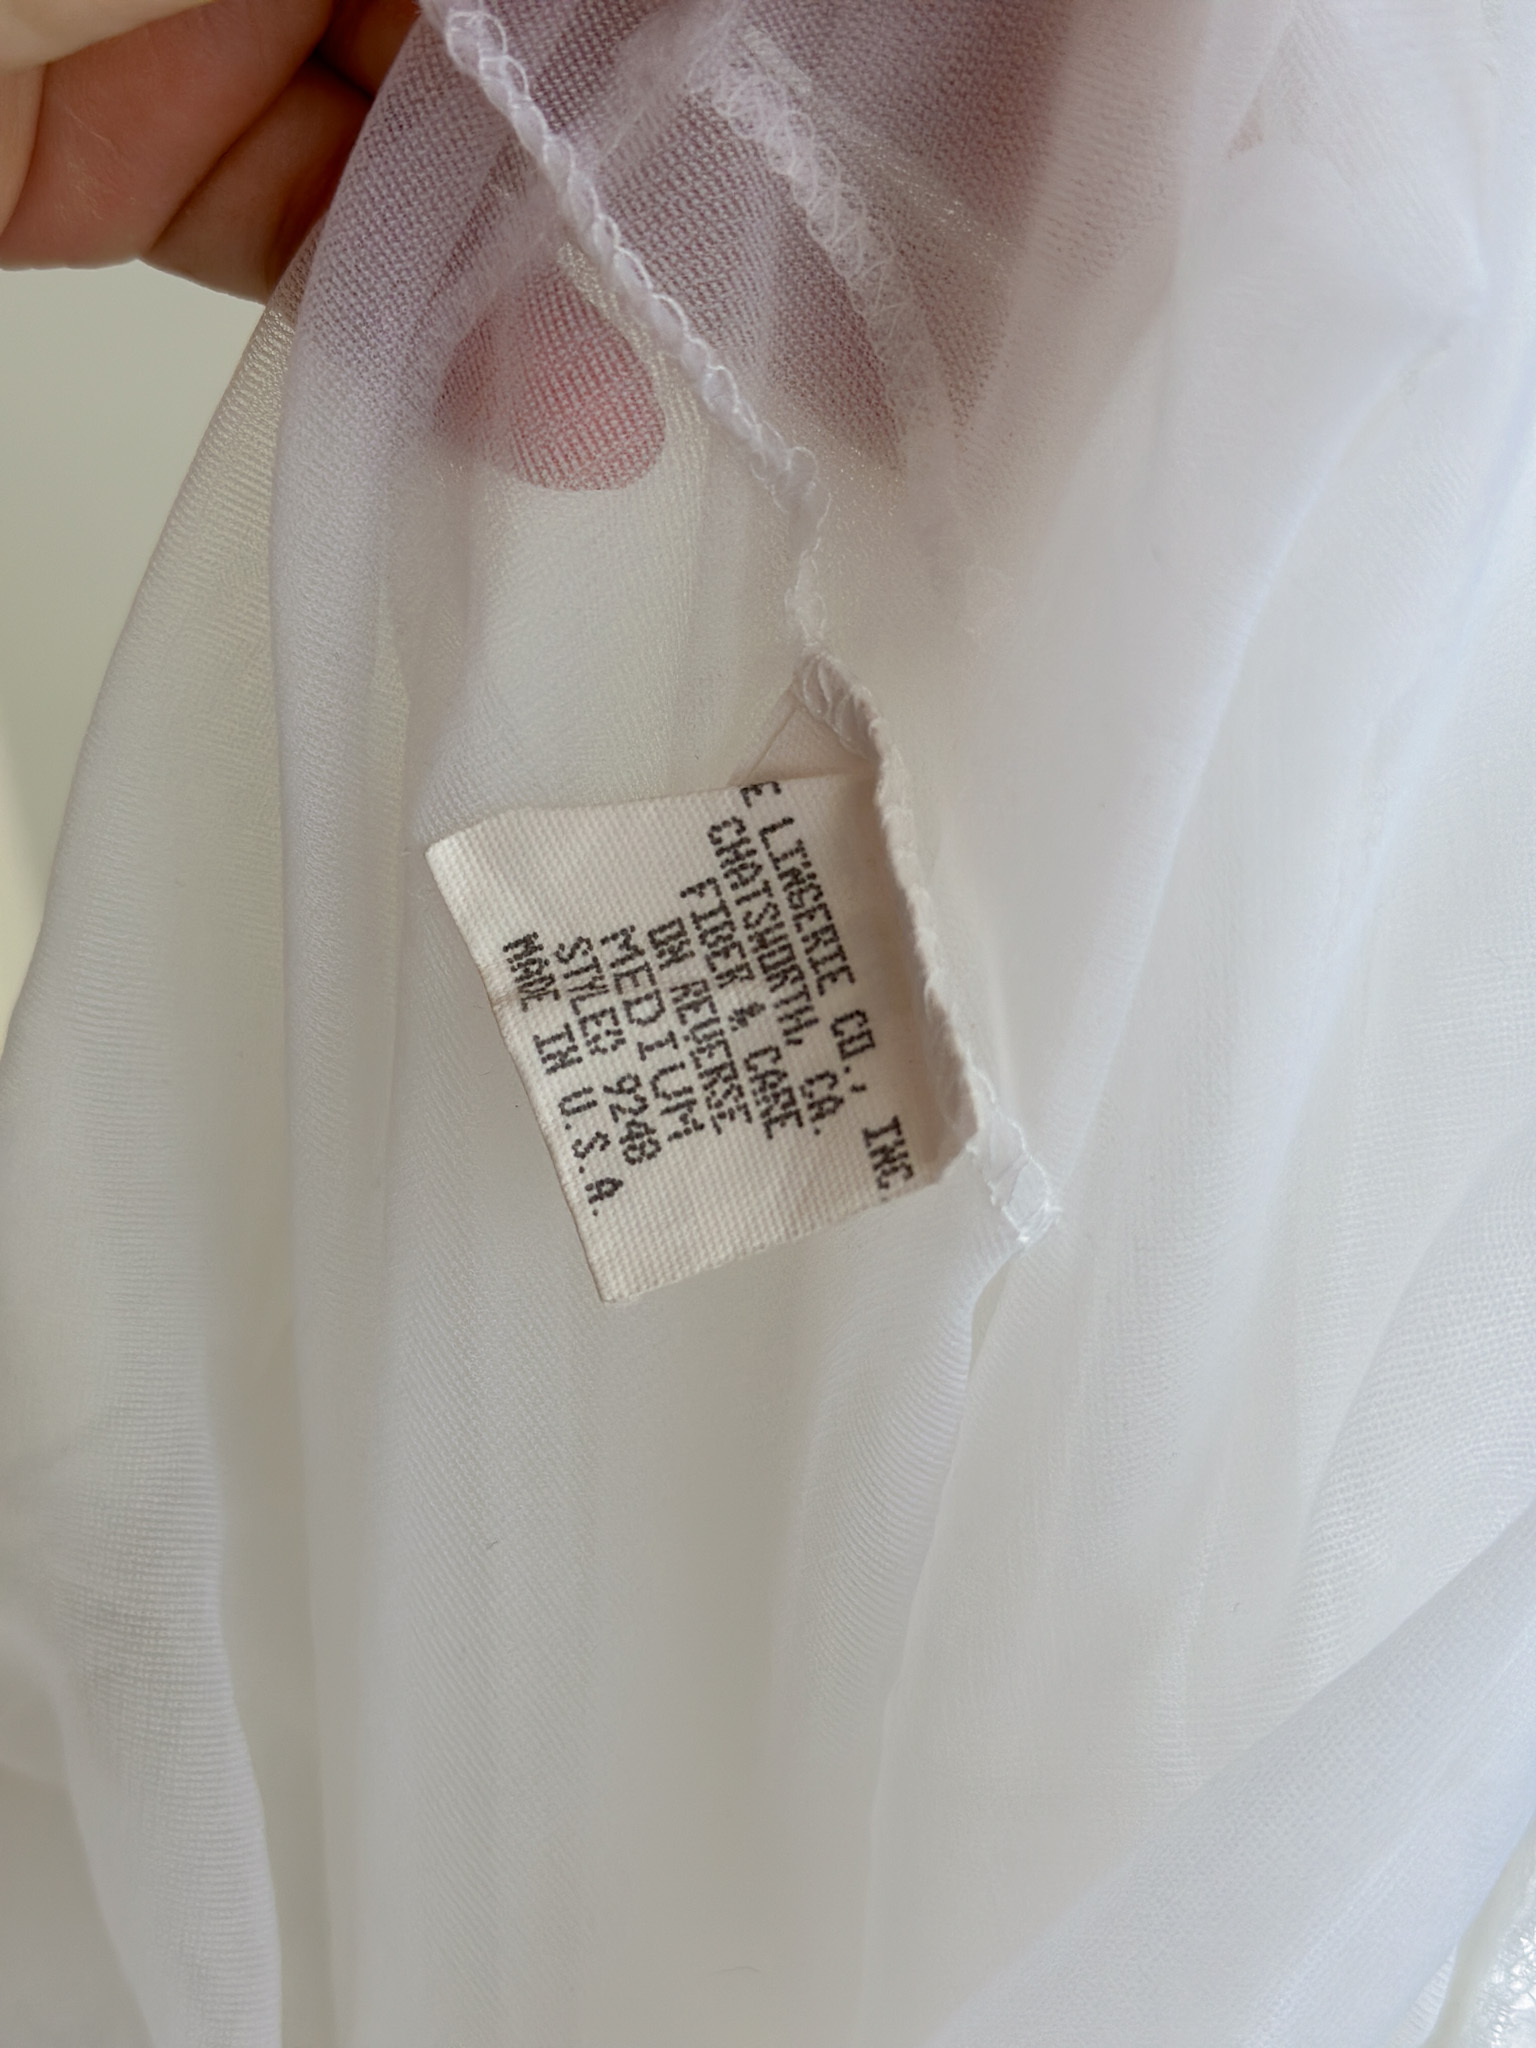 E LINGERIE CO., INC.
CHATSWORTH, CA.
FIBER & CARE
ON REVERSE
MEDIUM
STYLE# 9248
MADE IN U.S.A.